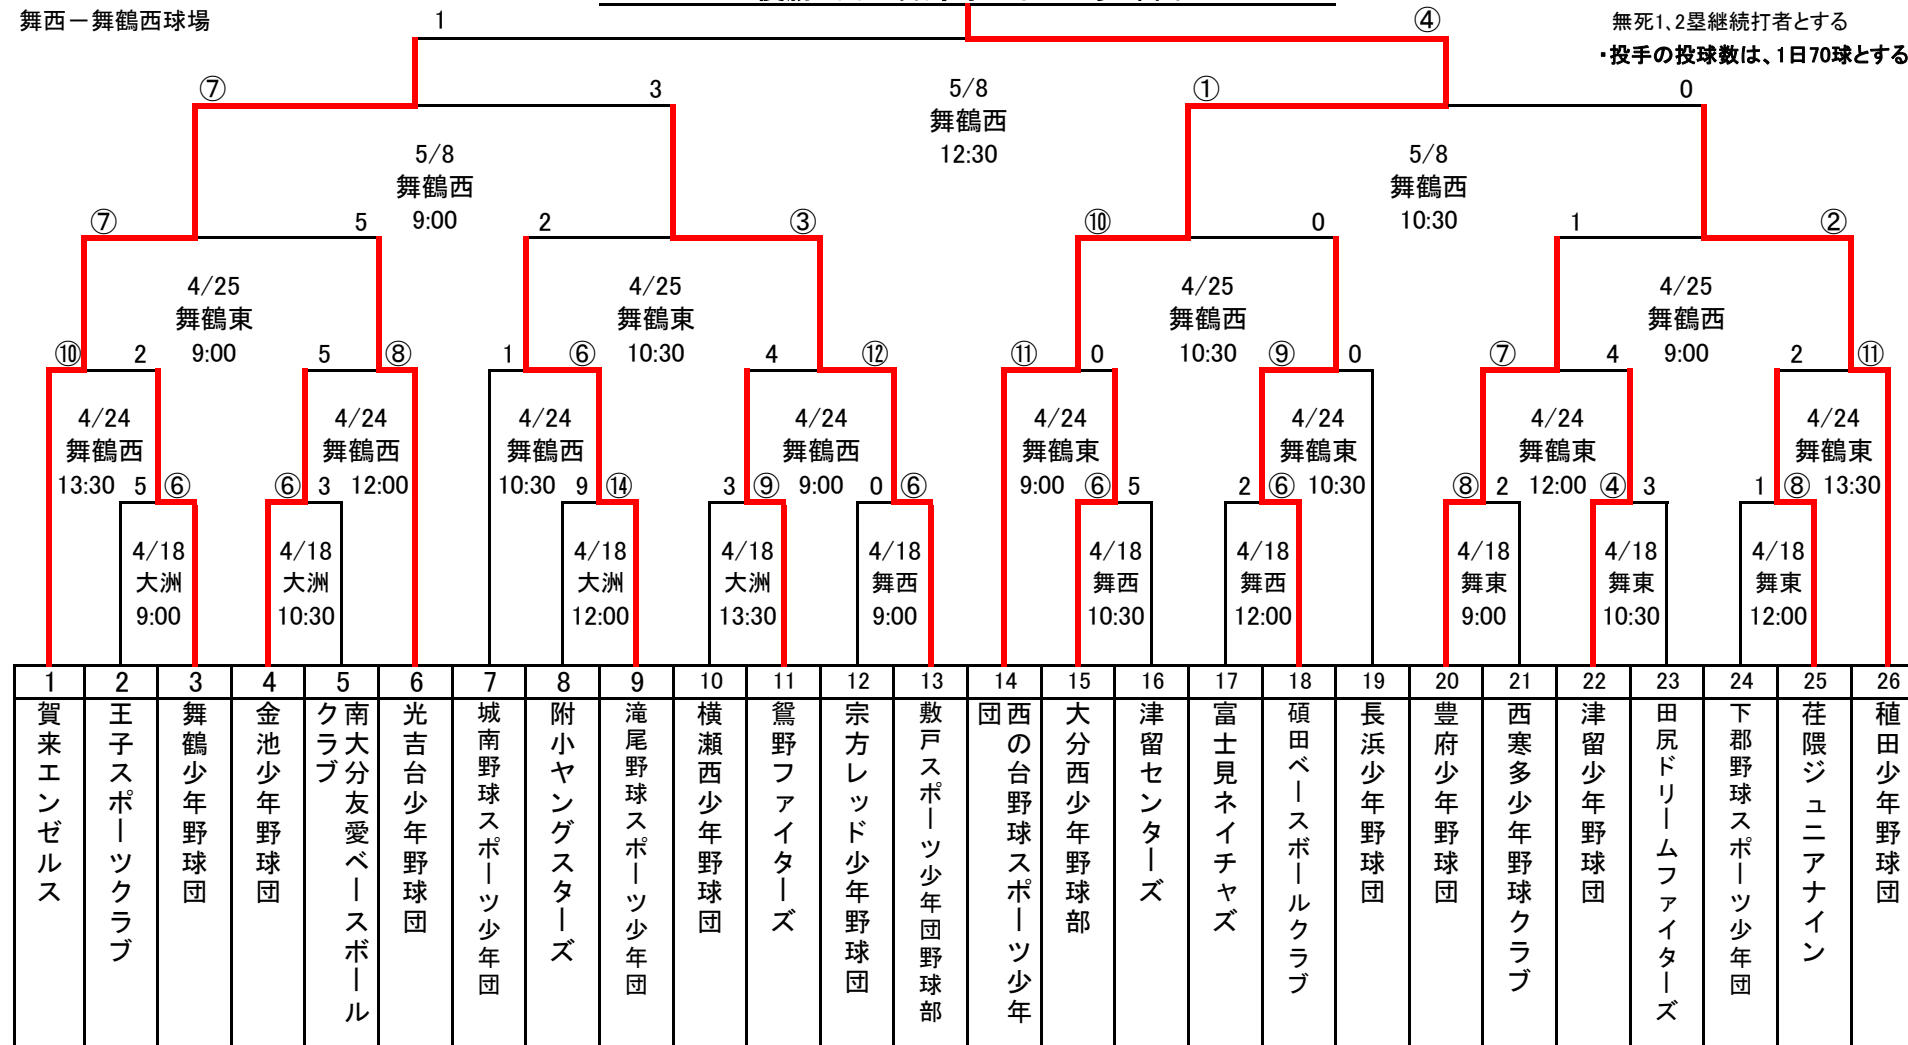 舞西－舞鶴西球場
無死1、2塁継続打者とする
・投手の投球数は、1日70球とする
1 ④
⑦ 3 ① 0
5/8
舞鶴西
12:30
5/8
舞鶴西
9:00
5/8
舞鶴西
10:30
⑦ 5 2 ③ ⑩ 0 1 ②
4/25
舞鶴東
9:00
4/25
舞鶴東
10:30
4/25
舞鶴西
10:30
4/25
舞鶴西
9:00
⑩ 2 5 ⑧ 1 ⑥ 4 ⑫ ⑪ 0 ⑨ 0 ⑦ 4 2 ⑪
4/24
舞鶴西
13:30
4/24
舞鶴西
12:00
4/24
舞鶴西
10:30
4/24
舞鶴西
9:00
4/24
舞鶴東
9:00
4/24
舞鶴東
10:30
4/24
舞鶴東
12:00
4/24
舞鶴東
13:30
5 ⑥ ⑥ 3 9 ⑭ 3 ⑨ 0 ⑥ ⑥ 5 2 ⑥ ⑧ 2 ④ 3 1 ⑧
4/18
大洲
9:00
4/18
大洲
10:30
4/18
大洲
12:00
4/18
大洲
13:30
4/18
舞西
9:00
4/18
舞西
10:30
4/18
舞西
12:00
4/18
舞東
9:00
4/18
舞東
10:30
4/18
舞東
12:00
1 2 3 4 5 6 7 8 9 10 11 12 13 14 15 16 17 18 19 20 21 22 23 24 25 26
賀来エンゼルス
王子スポーツクラブ
舞鶴少年野球団
金池少年野球団
南大分友愛ベースボール
クラブ
光吉台少年野球団
城南野球スポーツ少年団
附小ヤングスターズ
滝尾野球スポーツ少年団
横瀬西少年野球団
鴛野ファイターズ
宗方レッド少年野球団
敷戸スポーツ少年団野球部
西の台野球スポーツ少年
団
大分西少年野球部
津留センターズ
富士見ネイチャズ
碩田ベースボールクラブ
長浜少年野球団
豊府少年野球団
西寒多少年野球クラブ
津留少年野球団
田尻ドリームファイターズ
下郡野球スポーツ少年団
荏隈ジュニアナイン
稙田少年野球団